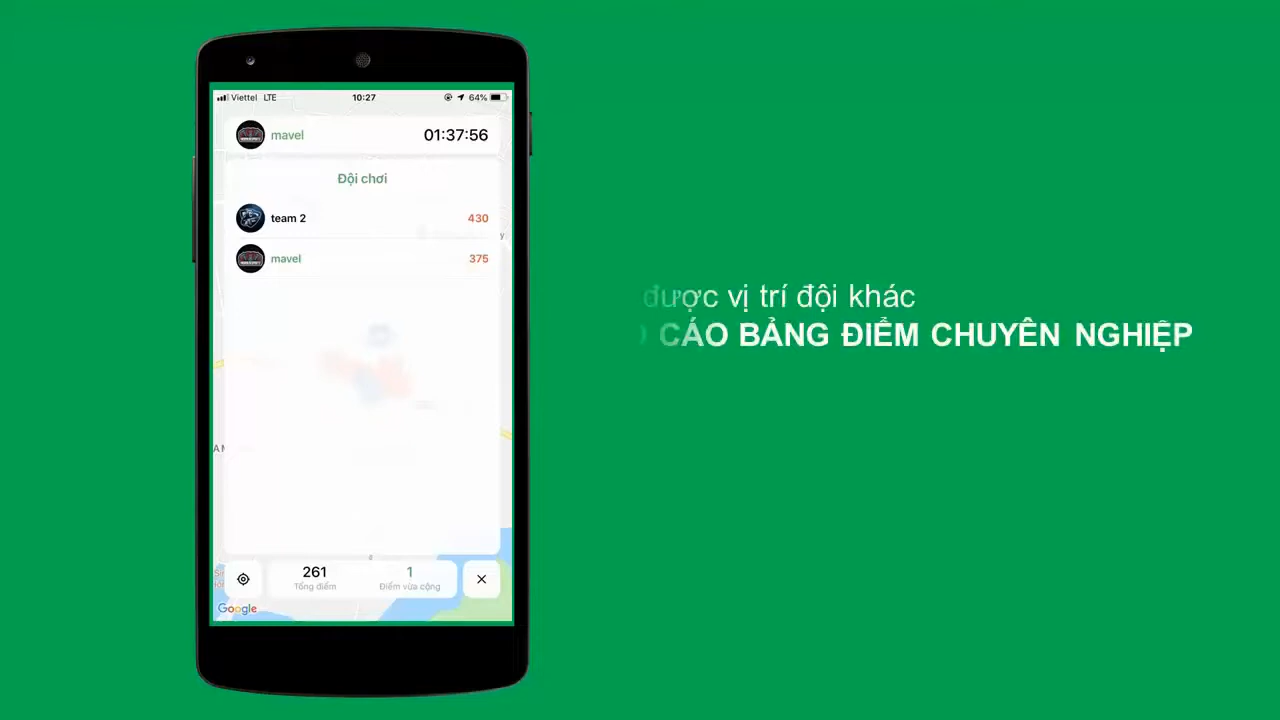 Viettel LTE 10:27 64%
mavel 01:37:56
Đội chơi
team 2 430
mavel 375
261 1
Tổng điểm Điểm vừa cộng
Google
được vị trí đội khác
CÁO BẢNG ĐIỂM CHUYÊN NGHIỆP